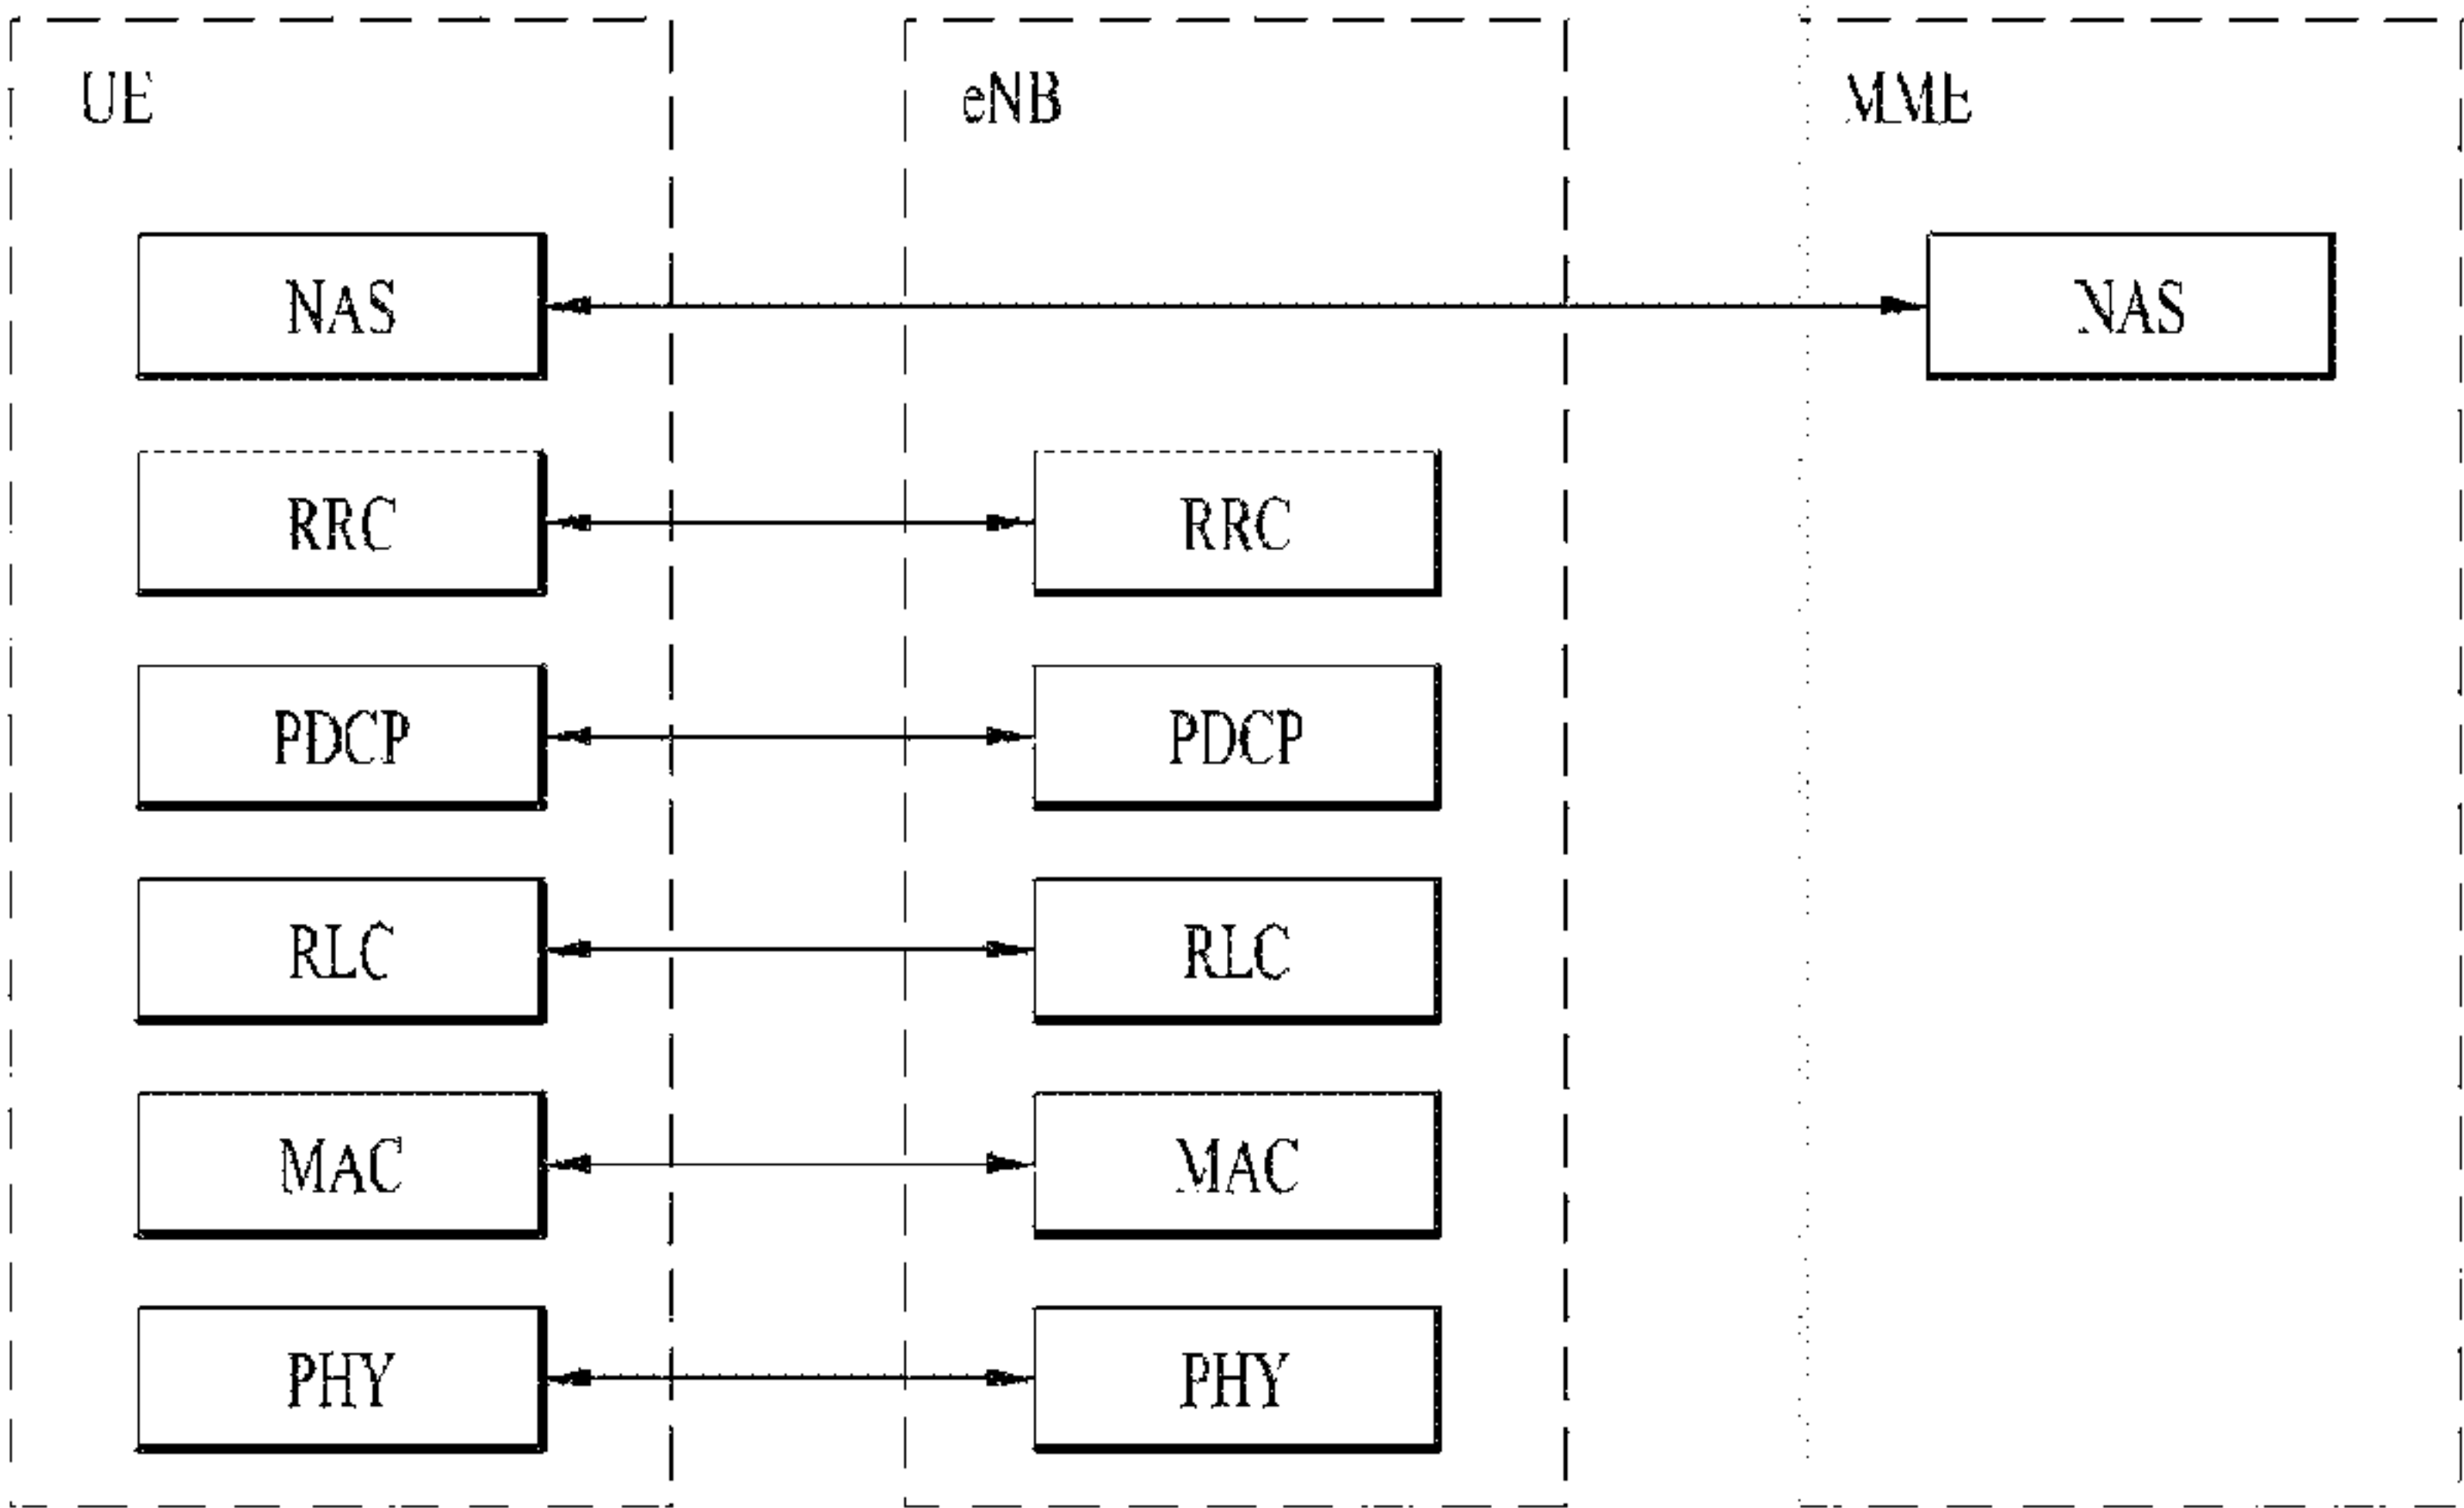 UE eNB MME
NAS NAS
RRC RRC
PDCP PDCP
RLC RLC
MAC MAC
PHY PHY